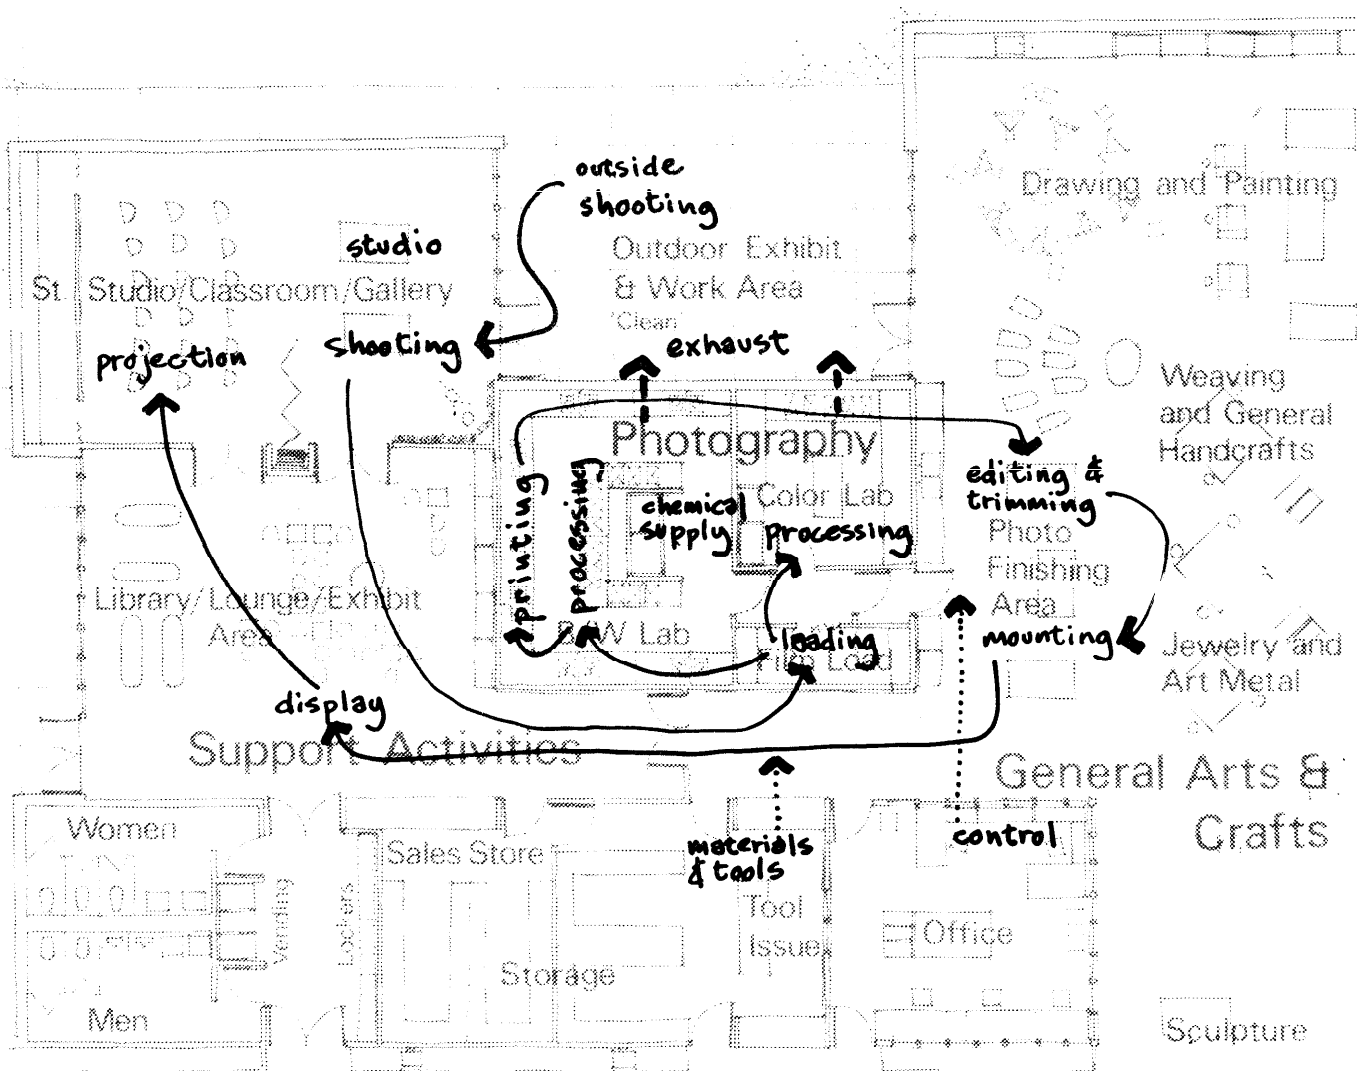 outside
shooting
Drawing and Painting
studio
Outdoor Exhibit
& Work Area
'Clean'
St. Studio/Classroom/Gallery
projection
shooting
exhaust
Weaving
and General
Handcrafts
Photography
editing &
trimming
printing
processing
chemical
supply
Color Lab
processing
Photo
Finishing
Area
Library/Lounge/Exhibit
Area
B/W Lab
loading
Film Load
mounting
Jewelry and
Art Metal
display
Support Activities
General Arts &
Crafts
Women
Sales Store
materials
& tools
control
Vending
Lockers
Tool
Issue
Office
Storage
Men
Sculpture